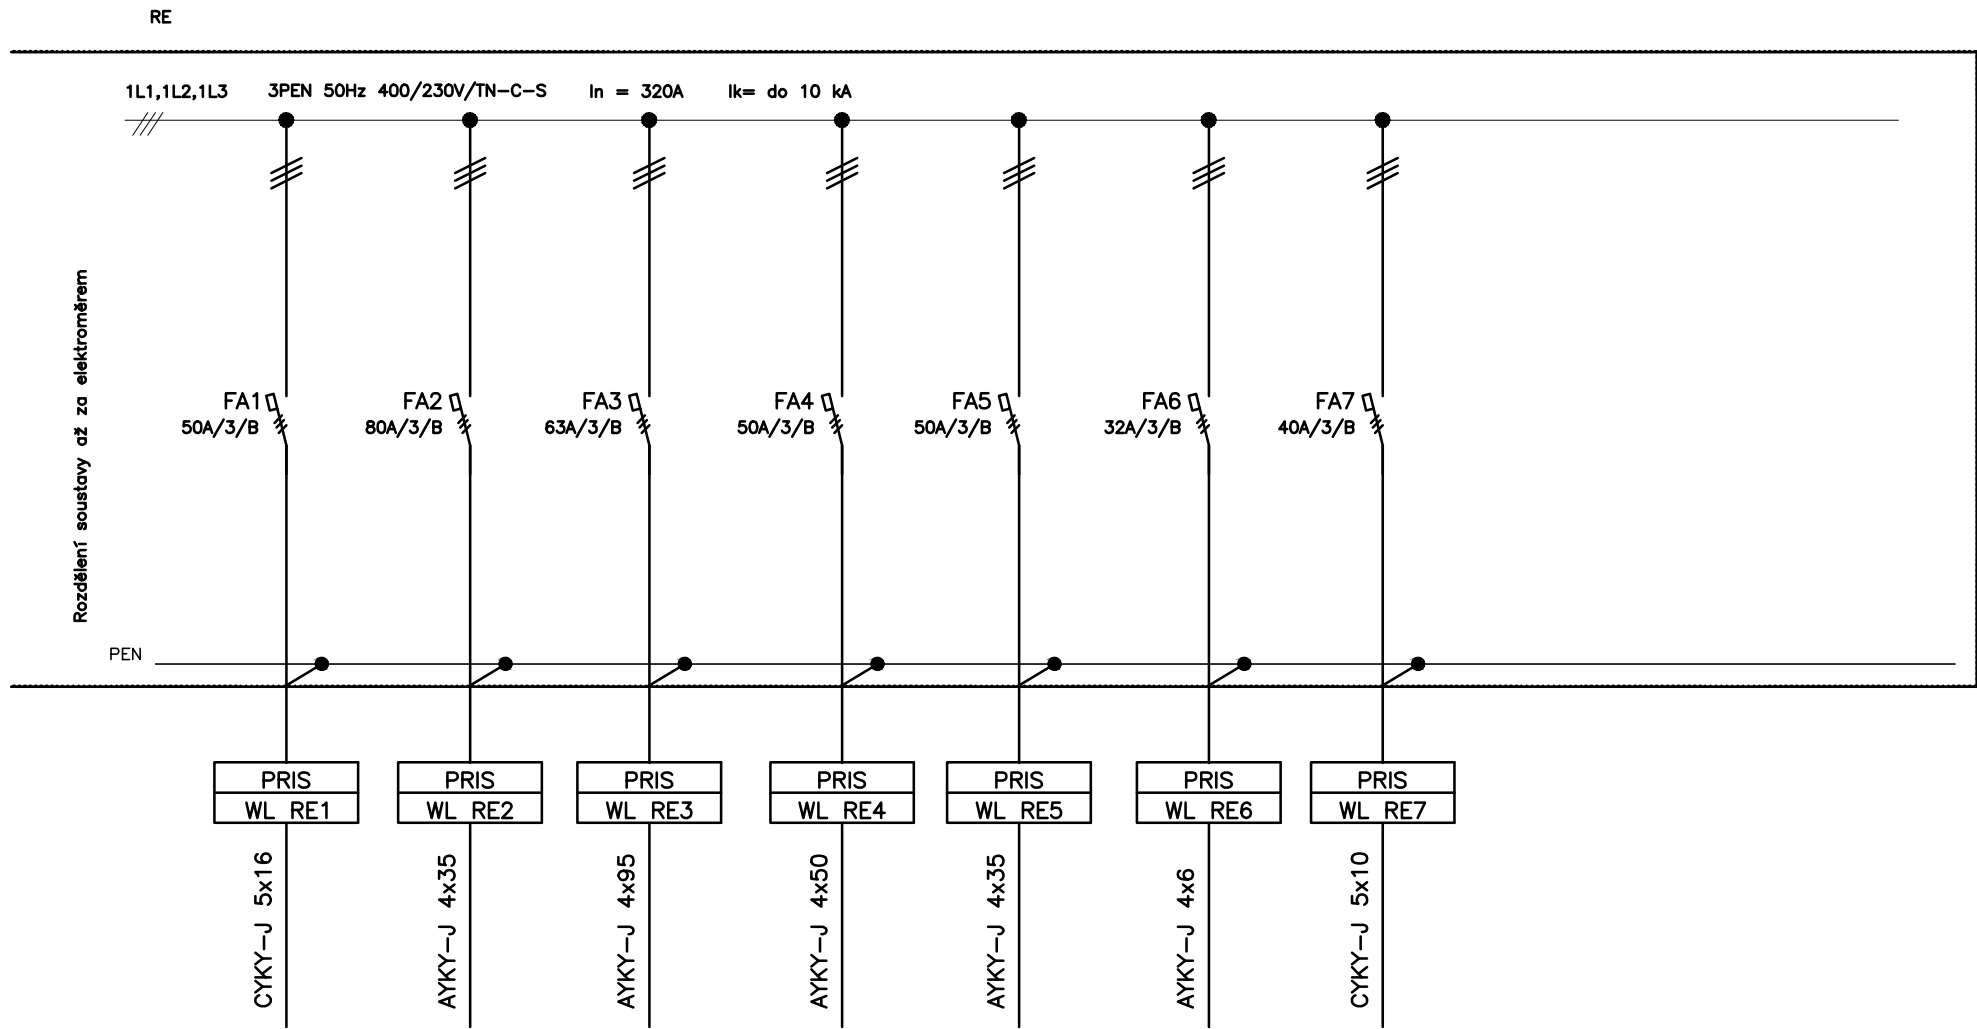 RE
1L1,1L2,1L3 3PEN 50Hz 400/230V/TN-C-S In = 320A Ik= do 10 kA
Rozdělení soustavy až za elektroměrem
FA1 FA2 FA3 FA4 FA5 FA6 FA7
50A/3/B 80A/3/B 63A/3/B 50A/3/B 50A/3/B 32A/3/B 40A/3/B
PEN
PRIS PRIS PRIS PRIS PRIS PRIS PRIS
WL RE1 WL RE2 WL RE3 WL RE4 WL RE5 WL RE6 WL RE7
CYKY-J 5x16
AYKY-J 4x35
AYKY-J 4x95
AYKY-J 4x50
AYKY-J 4x35
AYKY-J 4x6
CYKY-J 5x10